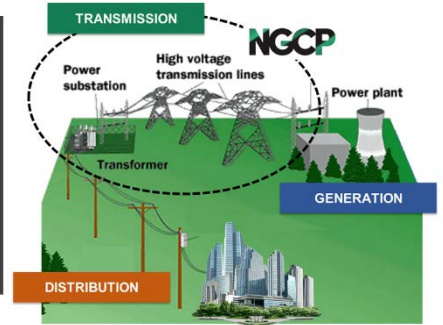 TRANSMISSION
NGCP
High voltage
transmission lines
Power
substation
Power plant
Transformer
GENERATION
DISTRIBUTION